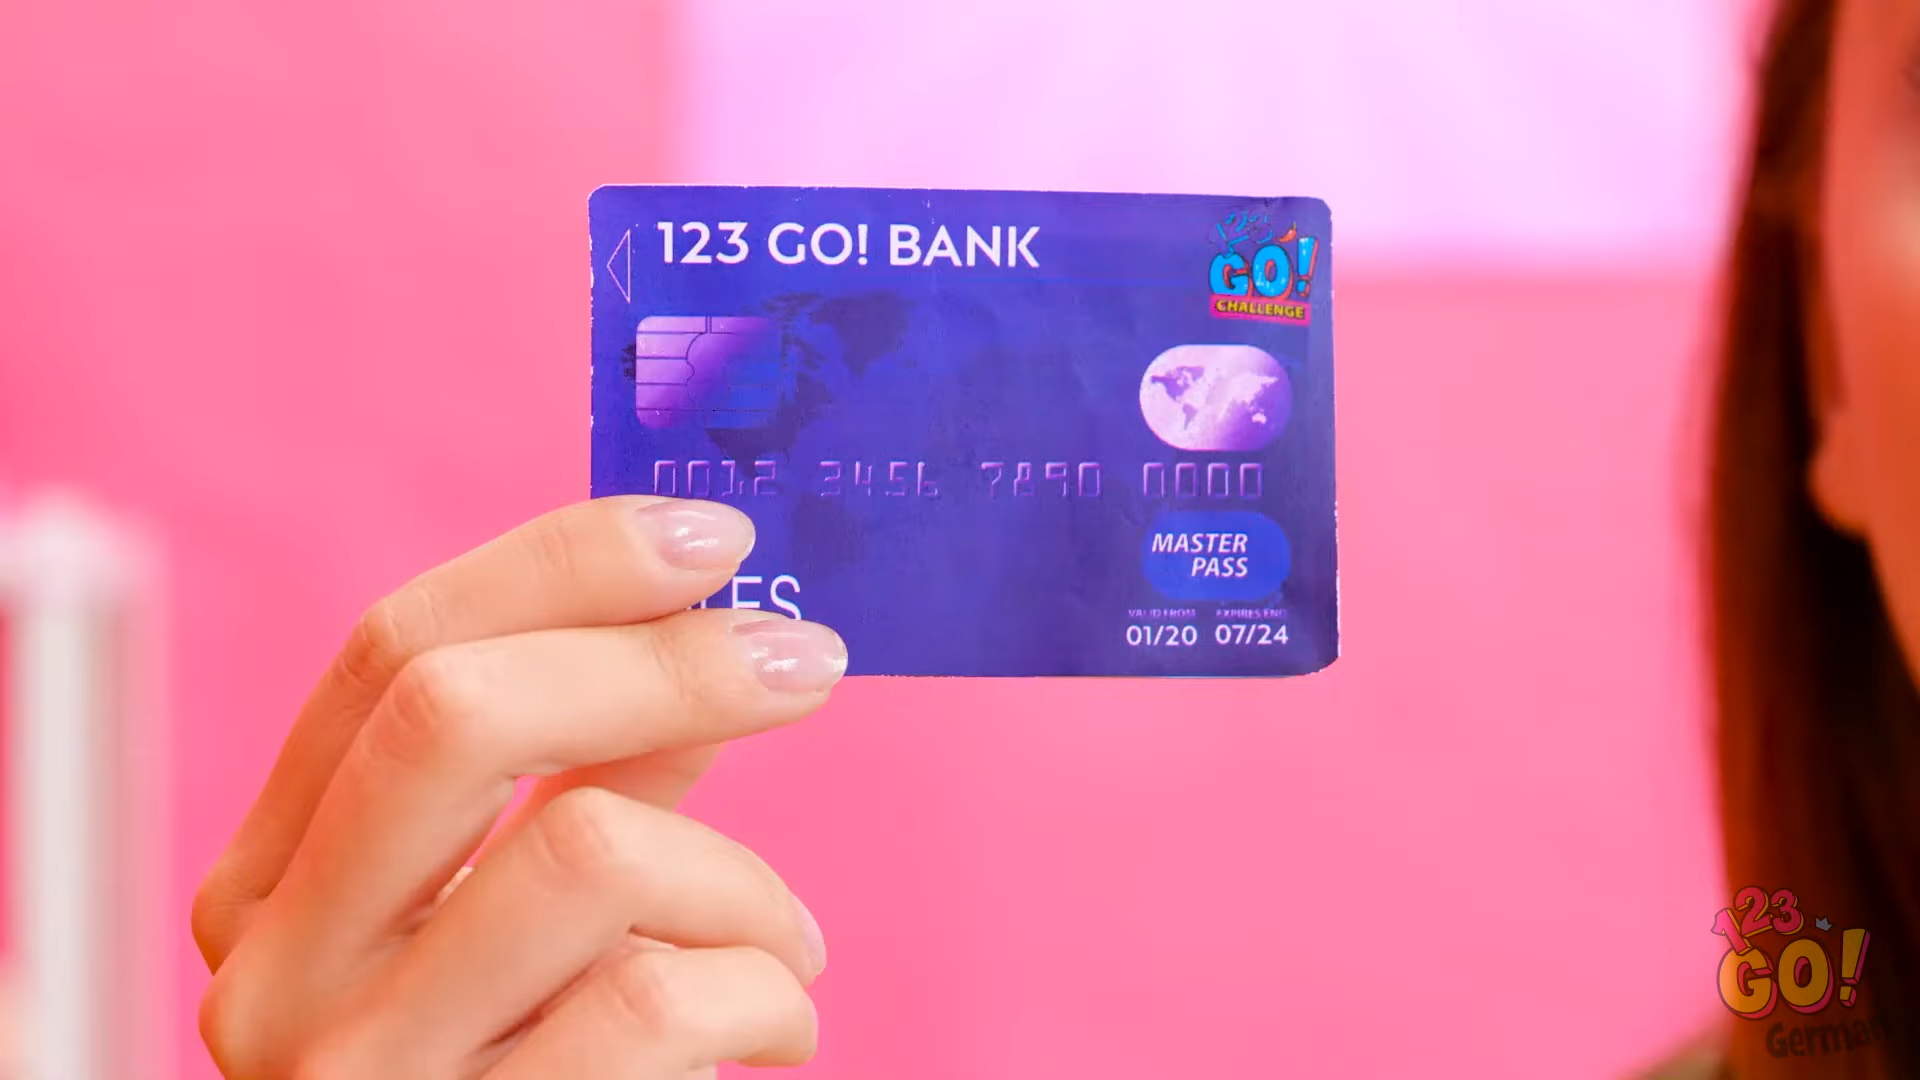 123 GO! BANK
GO!
CHALLENGE
0012 3456 7890 0000
MASTER
PASS
VALID FROM EXPIRES END
01/20 07/24
123
GO!
German